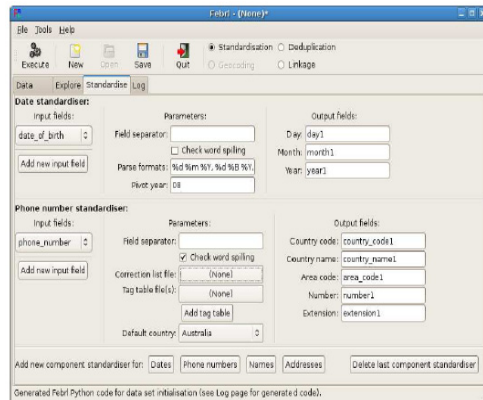 Febrl - (None)*
File Tools Help
Execute New Open Save Quit
Standardisation Deduplication
Geocoding Linkage
Data Explore Standardise Log
Date standardiser:
Input fields: Parameters: Output fields:
date_of_birth Field separator: Day: day1
Check word spiling Month: month1
Add new input field Parse formats: %d %m %Y, %d %B %Y, Year: year1
Pivot year: 08
Phone number standardiser:
Input fields: Parameters: Output fields:
phone_number Field separator: Country code: country_code1
Check word spiling Country name: country_name1
Add new input field Correction list file: (None) Area code: area_code1
Tag table file(s): (None) Number: number1
Add tag table Extension: extension1
Default country: Australia
Add new component standardiser for: Dates Phone numbers Names Addresses Delete last component standardiser
Generated Febrl Python code for data set initialisation (see Log page for generated code).